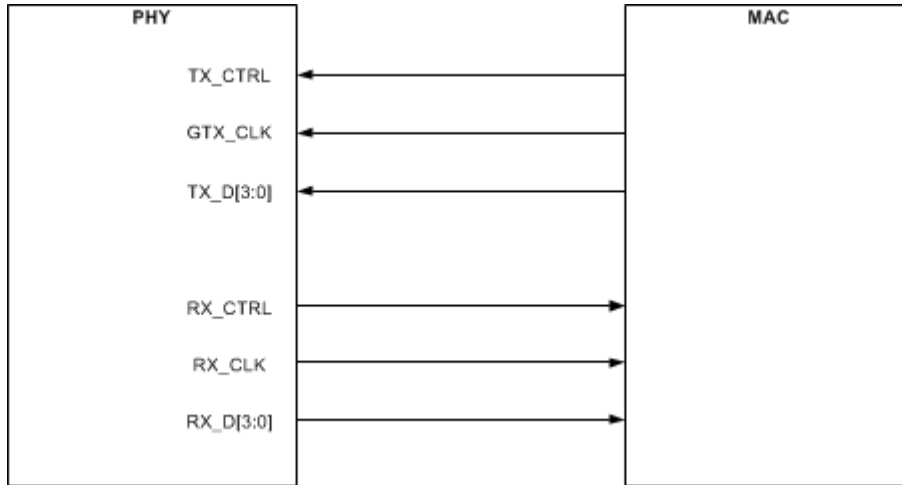 PHY
MAC
TX_CTRL
GTX_CLK
TX_D[3:0]
RX_CTRL
RX_CLK
RX_D[3:0]